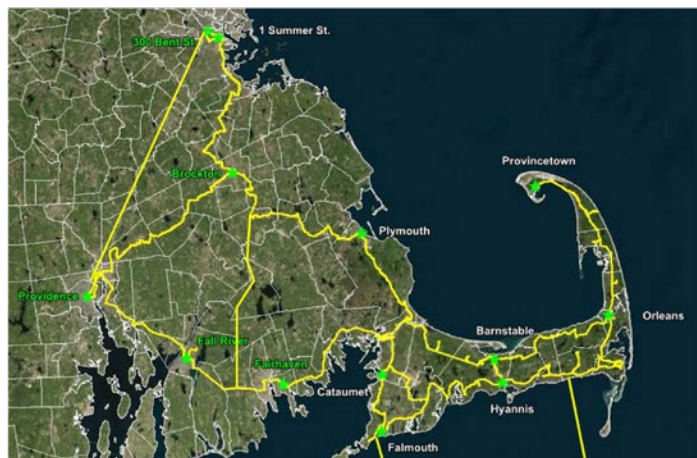 300 Bent St
1 Summer St.
Provincetown
Brockton
Plymouth
Providence
Orleans
Barnstable
Fall River
Fairhaven
Cataumet
Hyannis
Falmouth